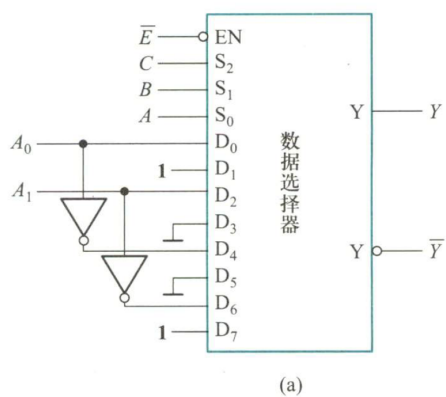 E̅ EN
C S₂
B S₁
A S₀
Y Y
A₀ D₀
1 D₁
A₁ D₂
D₃
D₄
D₅
Y Y̅
D₆
1 D₇
数据选择器
(a)